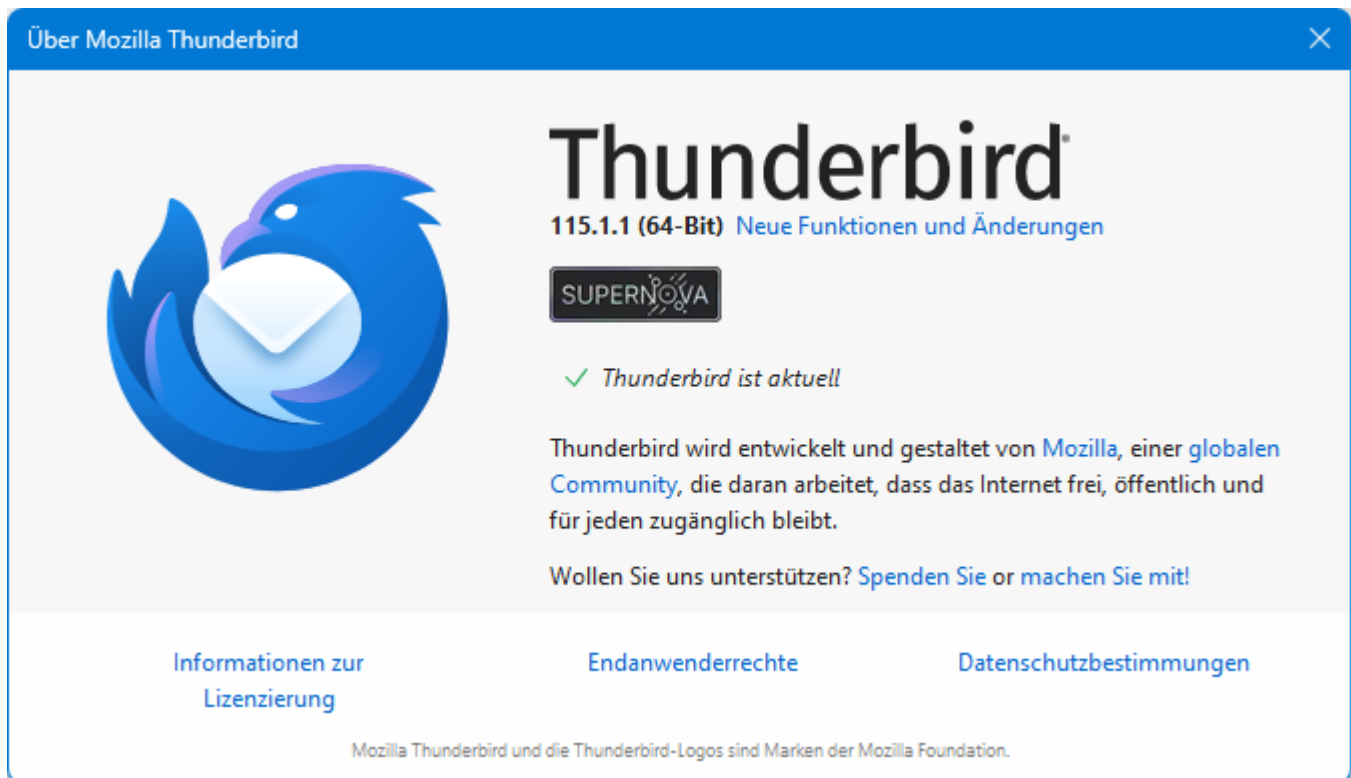 Über Mozilla Thunderbird
Thunderbird®
115.1.1 (64-Bit) Neue Funktionen und Änderungen
SUPERNOVA
Thunderbird ist aktuell
Thunderbird wird entwickelt und gestaltet von Mozilla, einer globalen
Community, die daran arbeitet, dass das Internet frei, öffentlich und
für jeden zugänglich bleibt.
Wollen Sie uns unterstützen? Spenden Sie or machen Sie mit!
Informationen zur
Lizenzierung
Endanwenderrechte
Datenschutzbestimmungen
Mozilla Thunderbird und die Thunderbird-Logos sind Marken der Mozilla Foundation.